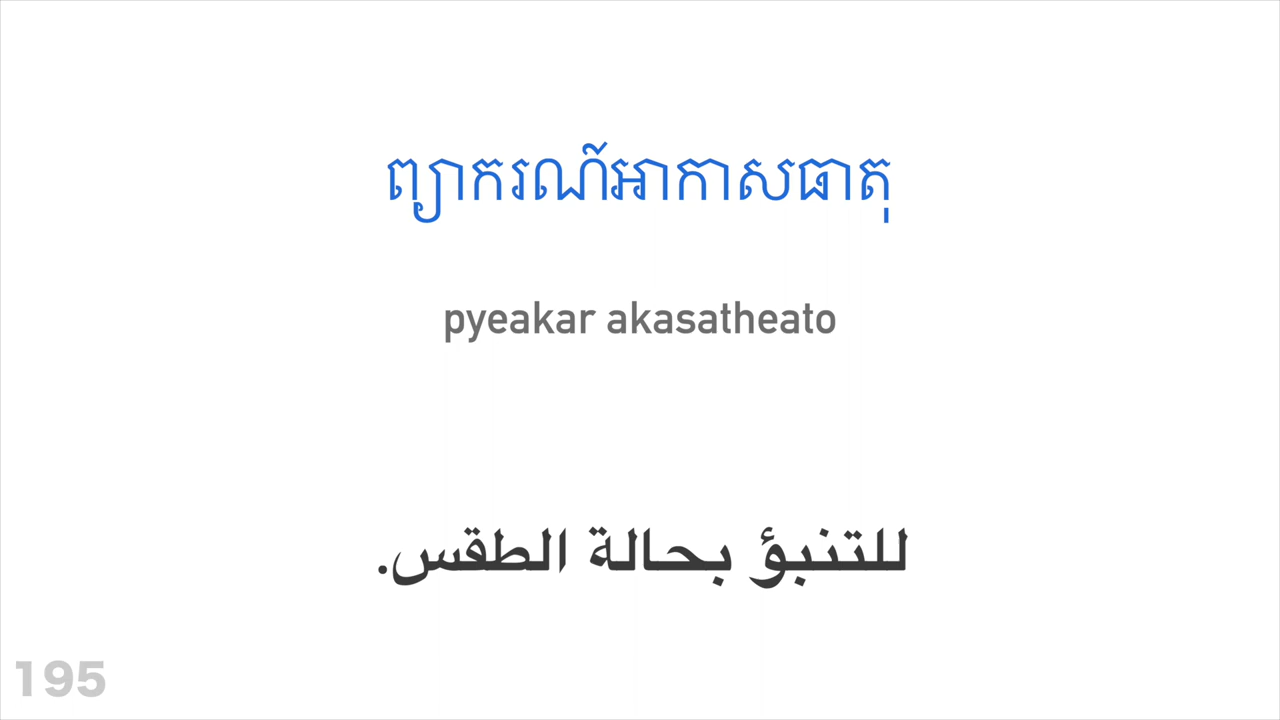 ព្យាករណ៍អាកាសធាតុ
pyeakar akasatheato
للتنبؤ بحالة الطقس.
195